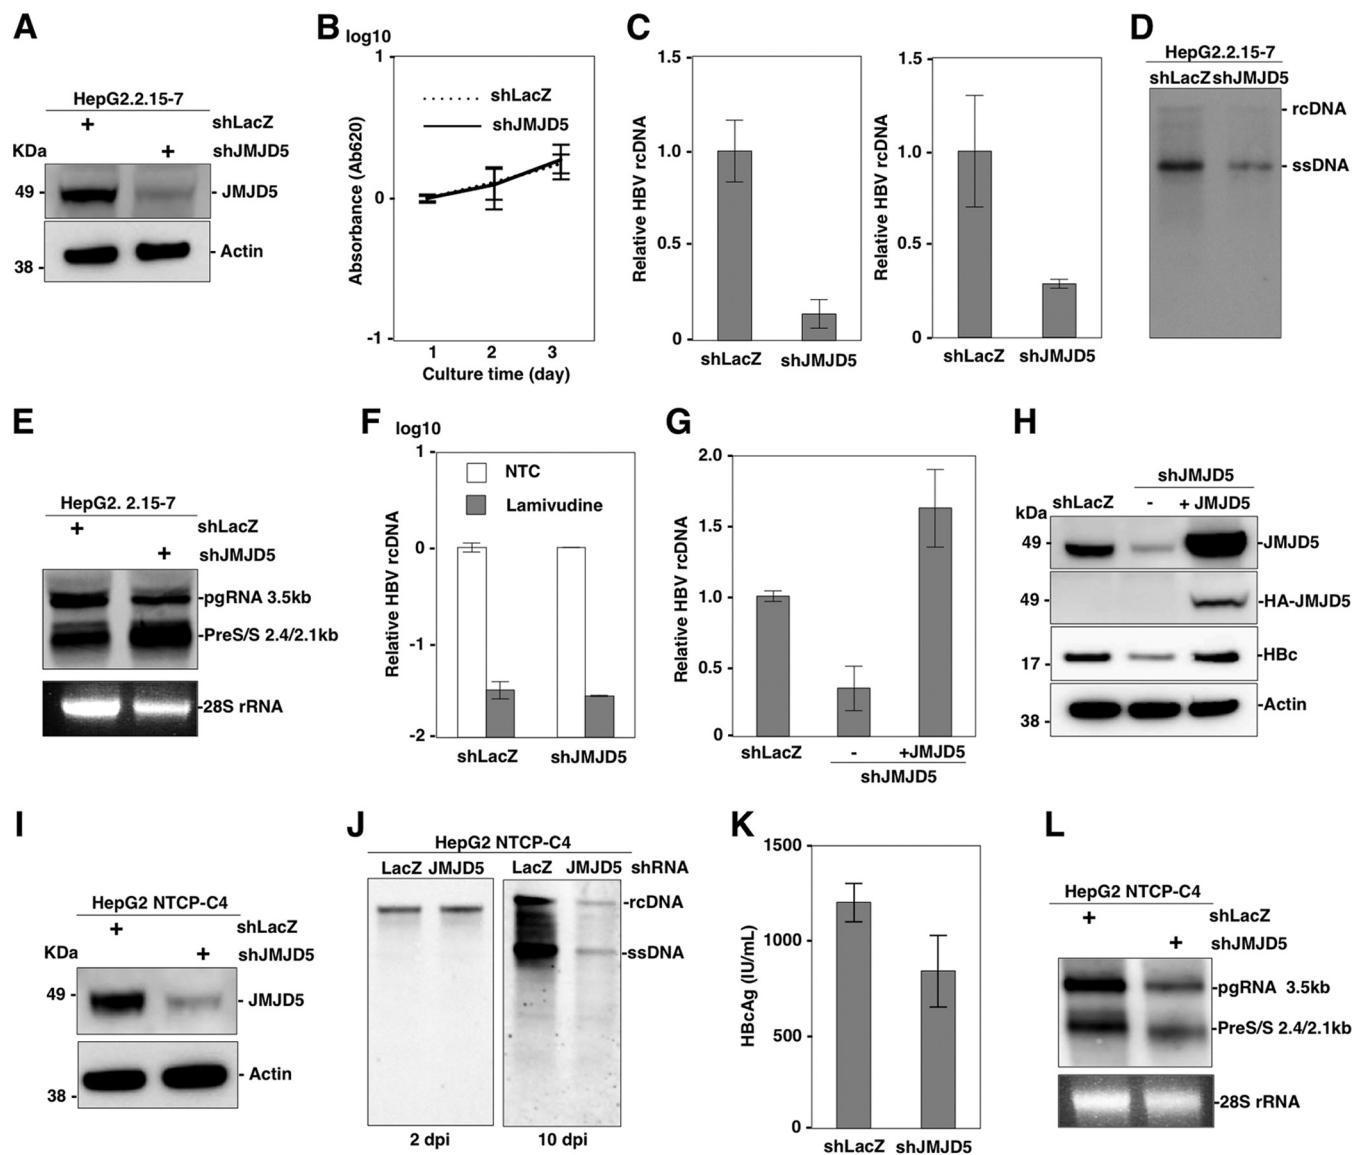 A
HepG2.2.15-7
+ shLacZ
KDa + shJMJD5
49 - - JMJD5
- Actin
38 -
B
log10
1
shLacZ
shJMJD5
Absorbance (Ab620)
0
-1
1 2 3
Culture time (day)
C
1.5
1.0
0.5
0
Relative HBV rcDNA
shLacZ shJMJD5
1.5
1.0
0.5
0
Relative HBV rcDNA
shLacZ shJMJD5
D
HepG2.2.15-7
shLacZ shJMJD5
- rcDNA
- ssDNA
E
HepG2. 2.15-7
+ shLacZ
+ shJMJD5
-pgRNA 3.5kb
-PreS/S 2.4/2.1kb
-28S rRNA
F
log10
1
NTC
Lamivudine
0
-1
-2
Relative HBV rcDNA
shLacZ shJMJD5
G
2.0
1.5
1.0
0.5
0
Relative HBV rcDNA
shLacZ - +JMJD5
shJMJD5
H
shJMJD5
shLacZ - + JMJD5
kDa
49 - -JMJD5
49 - -HA-JMJD5
17 - -HBc
-Actin
38 -
I
HepG2 NTCP-C4
+ shLacZ
KDa + shJMJD5
49 - - JMJD5
- Actin
38 -
J
HepG2 NTCP-C4
LacZ JMJD5 LacZ JMJD5 shRNA
-rcDNA
-ssDNA
2 dpi 10 dpi
K
1500
1000
500
0
HBcAg (IU/mL)
shLacZ shJMJD5
L
HepG2 NTCP-C4
+ shLacZ
+ shJMJD5
-pgRNA 3.5kb
-PreS/S 2.4/2.1kb
-28S rRNA